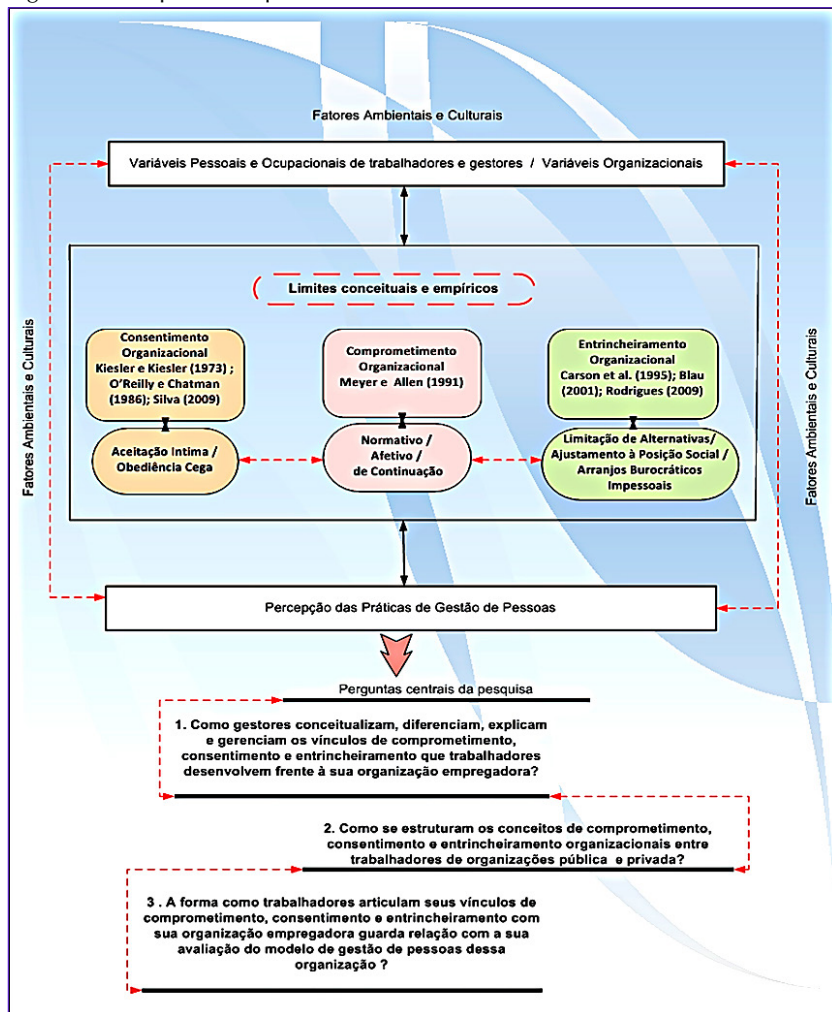 Fatores Ambientais e Culturais
Variáveis Pessoais e Ocupacionais de trabalhadores e gestores / Variáveis Organizacionais
Fatores Ambientais e Culturais
Fatores Ambientais e Culturais
Limites conceituais e empíricos
Consentimento
Organizacional
Kiesler e Kiesler (1973) ;
O'Reilly e Chatman
(1986); Silva (2009)
Comprometimento
Organizacional
Meyer e Allen (1991)
Entrincheiramento
Organizacional
Carson et al. (1995); Blau
(2001); Rodrigues (2009)
Aceitação Intima /
Obediência Cega
Normativo /
Afetivo /
de Continuação
Limitação de Alternativas/
Ajustamento à Posição Social /
Arranjos Burocráticos
Impessoais
Percepção das Práticas de Gestão de Pessoas
Perguntas centrais da pesquisa
1. Como gestores conceitualizam, diferenciam, explicam
e gerenciam os vínculos de comprometimento,
consentimento e entrincheiramento que trabalhadores
desenvolvem frente à sua organização empregadora?
2. Como se estruturam os conceitos de comprometimento,
consentimento e entrincheiramento organizacionais entre
trabalhadores de organizações pública e privada?
3 . A forma como trabalhadores articulam seus vínculos de
comprometimento, consentimento e entrincheiramento com
sua organização empregadora guarda relação com a sua
avaliação do modelo de gestão de pessoas dessa
organização ?